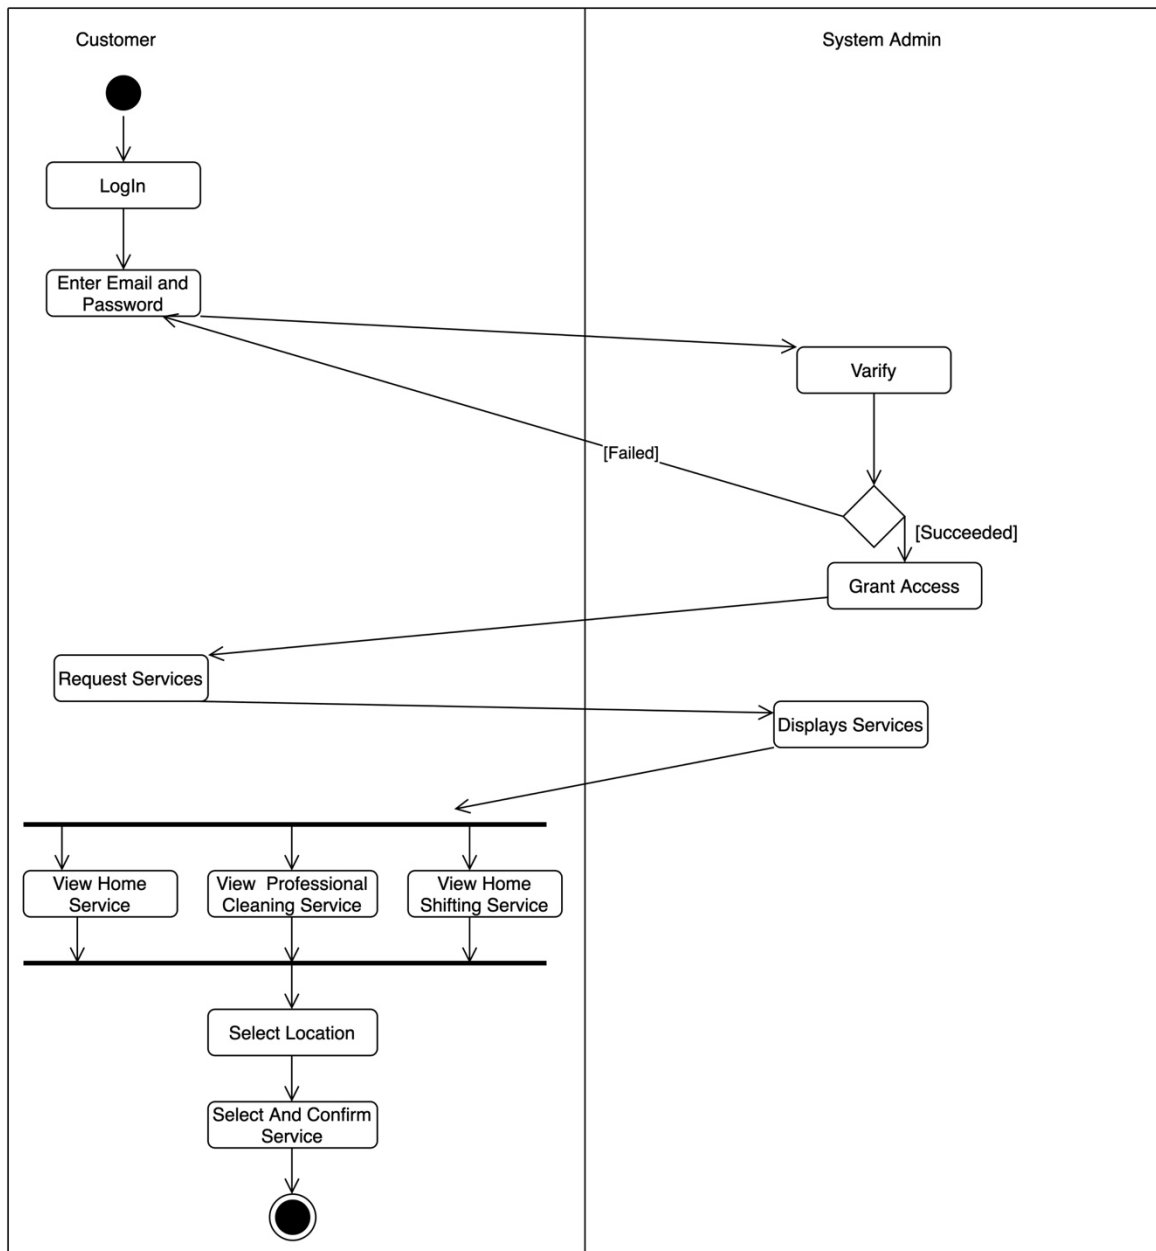 Customer
System Admin
LogIn
Enter Email and
Password
Varify
[Failed]
[Succeeded]
Grant Access
Request Services
Displays Services
View Home
Service
View  Professional
Cleaning Service
View Home
Shifting Service
Select Location
Select And Confirm
Service